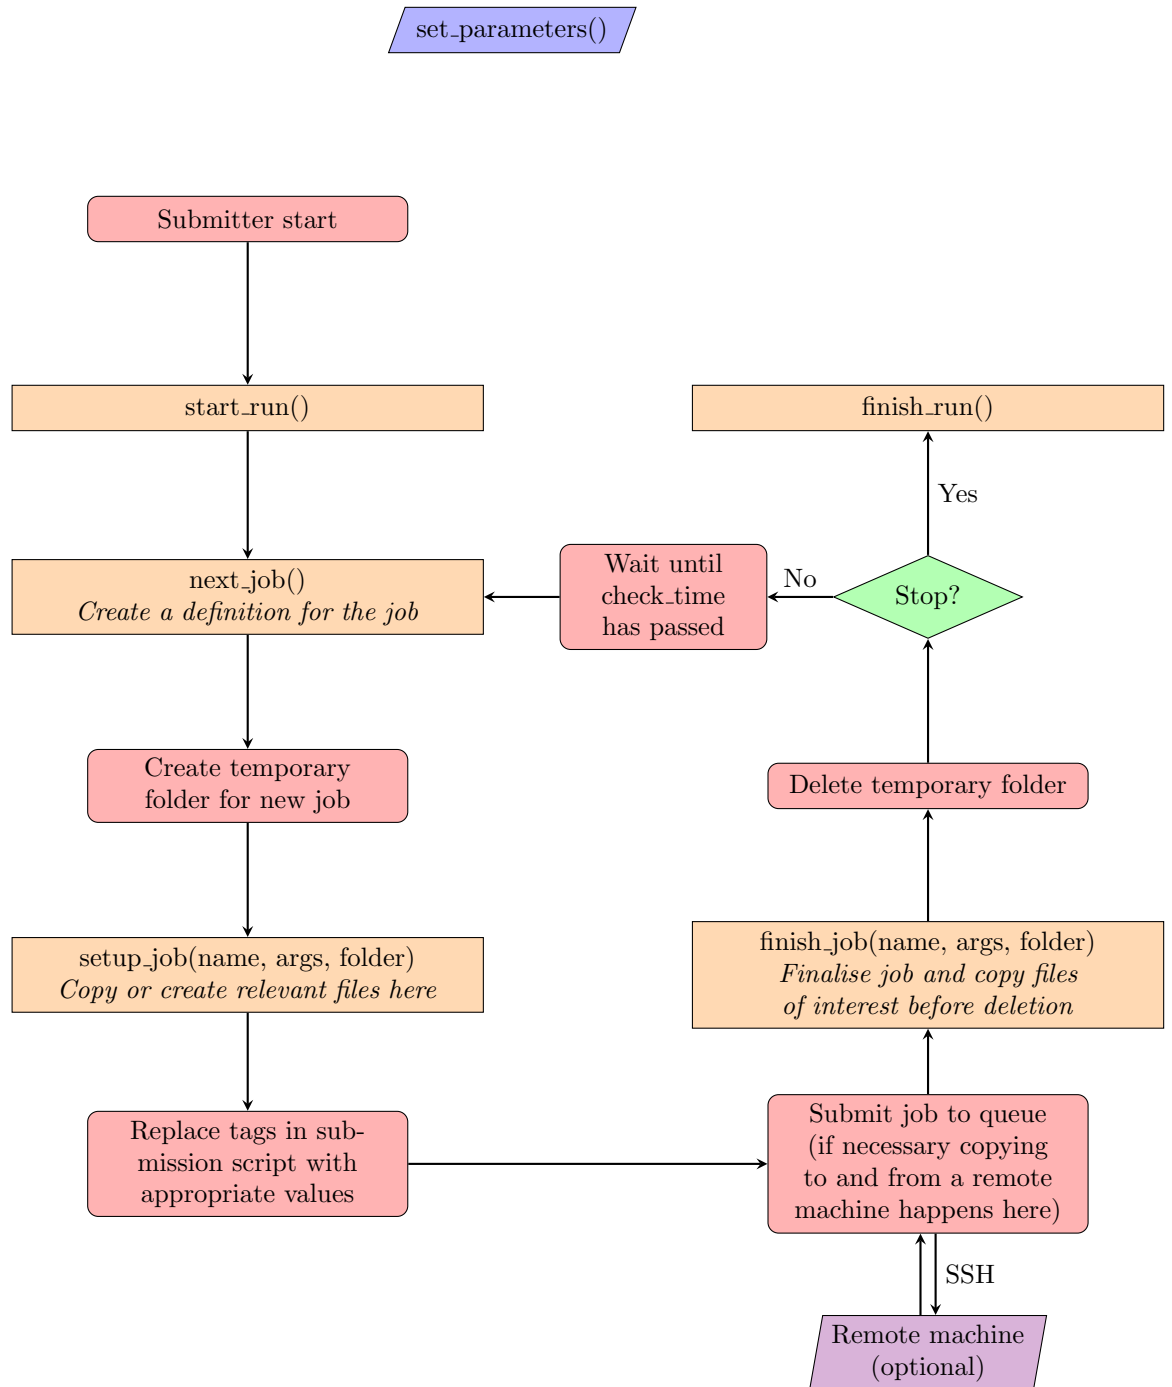 set_parameters()
Submitter start
start_run()
finish_run()
Yes
next_job()
Create a definition for the job
Wait until
check_time
has passed
No
Stop?
Create temporary
folder for new job
Delete temporary folder
setup_job(name, args, folder)
Copy or create relevant files here
finish_job(name, args, folder)
Finalise job and copy files
of interest before deletion
Replace tags in sub-
mission script with
appropriate values
Submit job to queue
(if necessary copying
to and from a remote
machine happens here)
SSH
Remote machine
(optional)